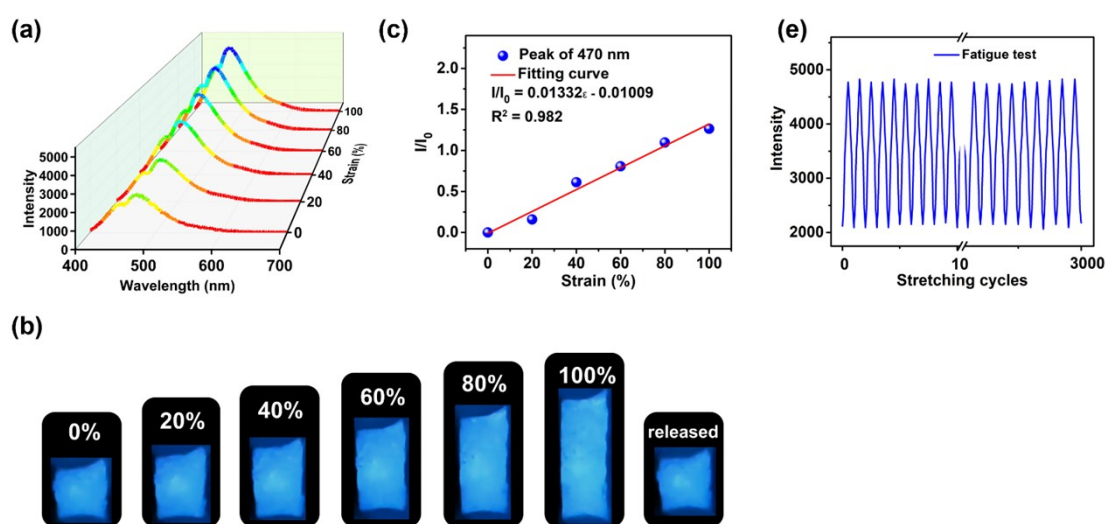 (a)
5000
4000
3000
2000
1000
0
Intensity
400
500
600
700
Wavelength (nm)
0
20
40
60
80
100
Strain (%)
(c)
Peak of 470 nm
Fitting curve
I/I₀ = 0.01332ε - 0.01009
R² = 0.982
2.0
1.5
1.0
0.5
0.0
I/I₀
0
20
40
60
80
100
Strain (%)
(e)
Fatigue test
5000
4000
3000
2000
Intensity
0
10
3000
Stretching cycles
(b)
0%
20%
40%
60%
80%
100%
released